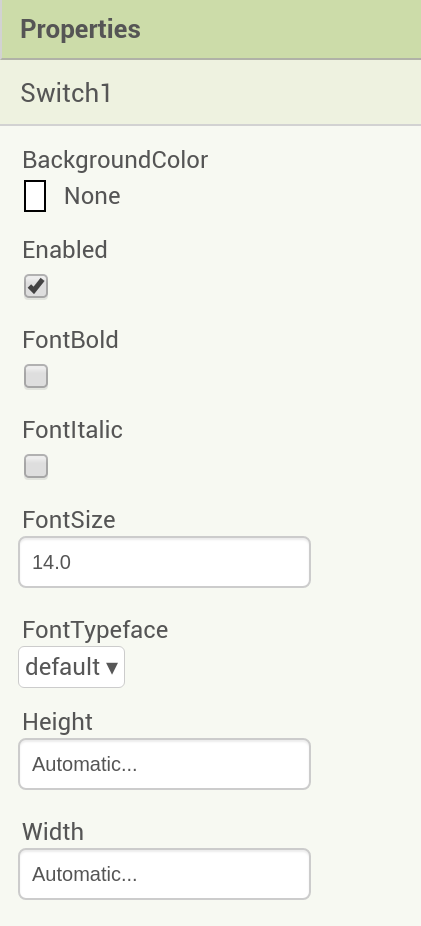 Properties
Switch1
BackgroundColor
None
Enabled
FontBold
FontItalic
FontSize
14.0
FontTypeface
default ▾
Height
Automatic...
Width
Automatic...